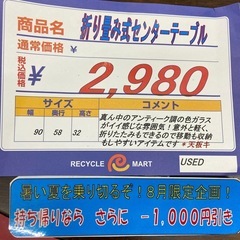 商品名 折り畳み式センターテーブル
通常価格 ¥
税込価格 ¥ 2,980
サイズ コメント
幅 奥行 高さ
90 58 32
真ん中のアンティーク調の色ガラス
がイイ感じな雰囲気!意外と軽く、
折りたたみもできるので移動も収納
もしやすいアイテムです *天板キ
RECYCLE MART USED
暑い夏を乗り切るぞ!8月限定企画!
持ち帰りなら さらに -1,000円引き